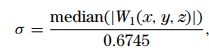 σ = median(|W₁(x, y, z)|) / 0.6745,